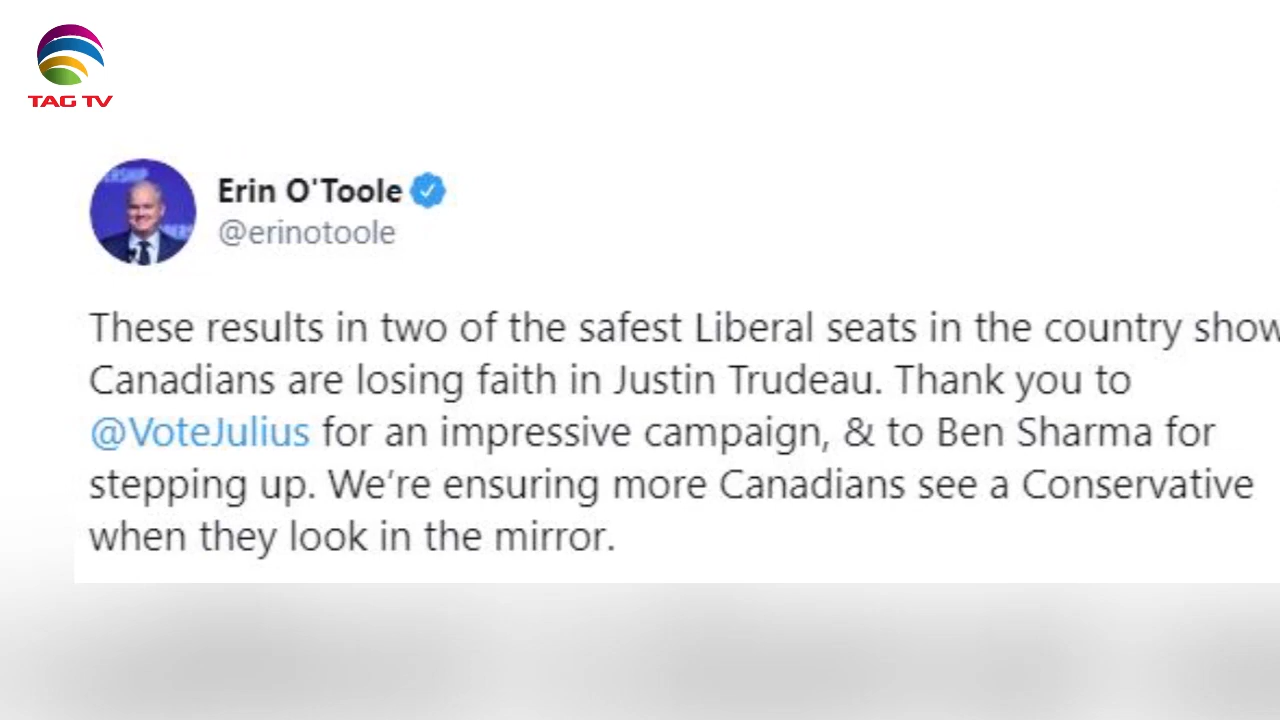 TAG TV
Erin O'Toole
@erinotoole
These results in two of the safest Liberal seats in the country show
Canadians are losing faith in Justin Trudeau. Thank you to
@VoteJulius for an impressive campaign, & to Ben Sharma for
stepping up. We’re ensuring more Canadians see a Conservative
when they look in the mirror.